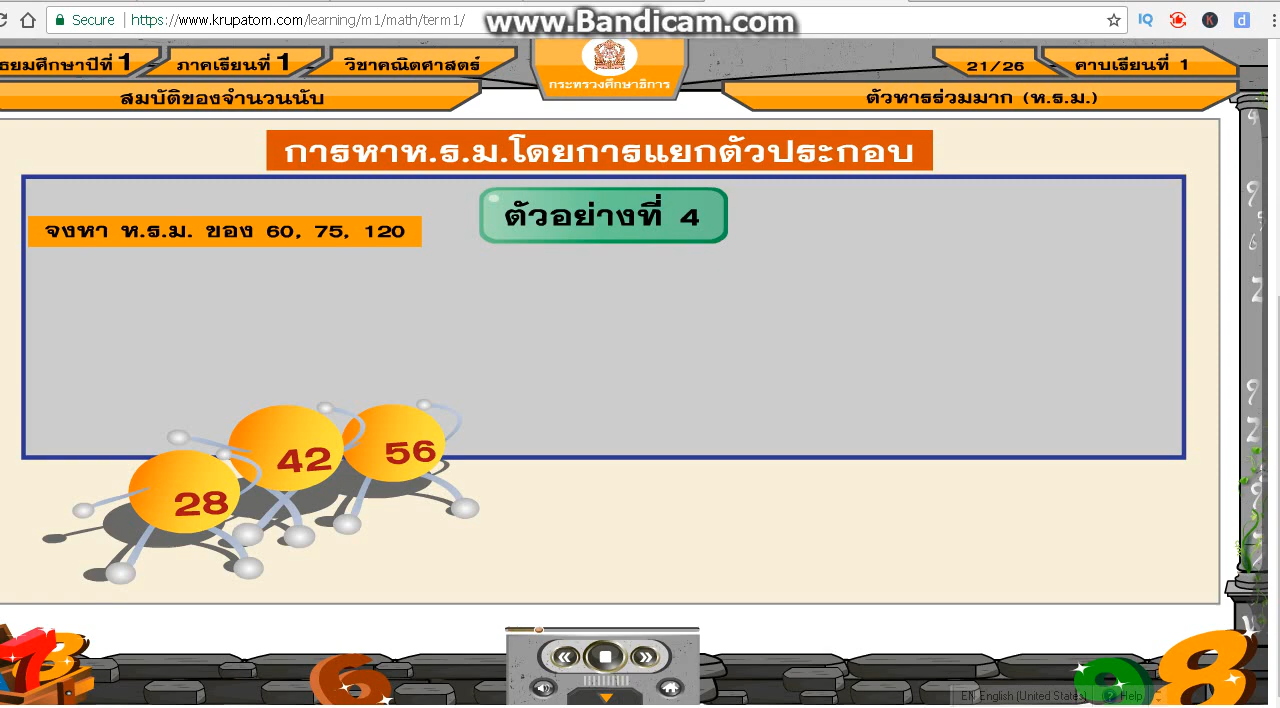 Secure
https://www.krupatom.com/learning/m1/math/term1/
www.Bandicam.com
IQ
K
d
ธยมศึกษาปีที่ 1
ภาคเรียนที่ 1
วิชาคณิตศาสตร์
กระทรวงศึกษาธิการ
21/26
คาบเรียนที่ 1
สมบัติของจำนวนนับ
ตัวหารร่วมมาก (ห.ร.ม.)
การหาห.ร.ม.โดยการแยกตัวประกอบ
ตัวอย่างที่ 4
จงหา ห.ร.ม. ของ 60, 75, 120
28
42
56
6
9
8
EN English (United States)
Help